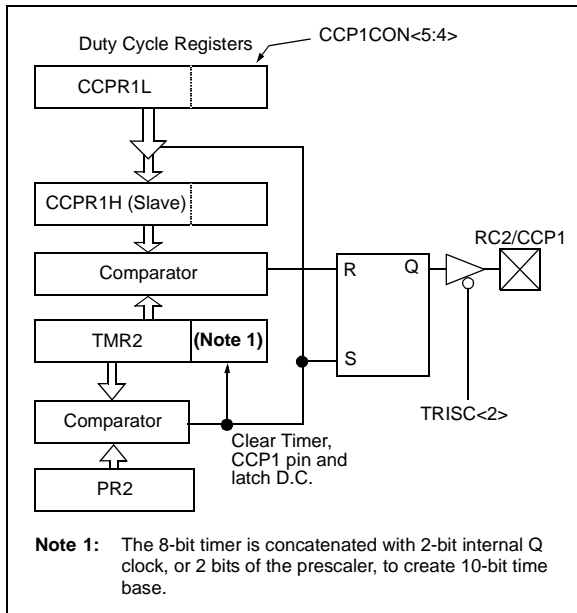 Duty Cycle Registers
CCP1CON<5:4>
CCPR1L
CCPR1H (Slave)
Comparator
TMR2
(Note 1)
Comparator
PR2
Clear Timer,
CCP1 pin and
latch D.C.
R
Q
S
RC2/CCP1
TRISC<2>
Note 1: The 8-bit timer is concatenated with 2-bit internal Q
clock, or 2 bits of the prescaler, to create 10-bit time
base.